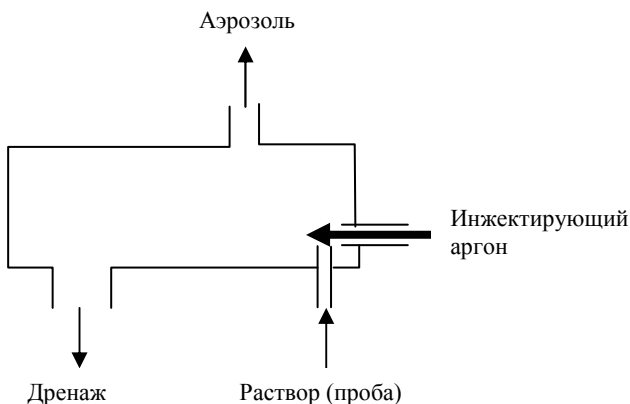 Аэрозоль
Инжектирующий
аргон
Дренаж
Раствор (проба)